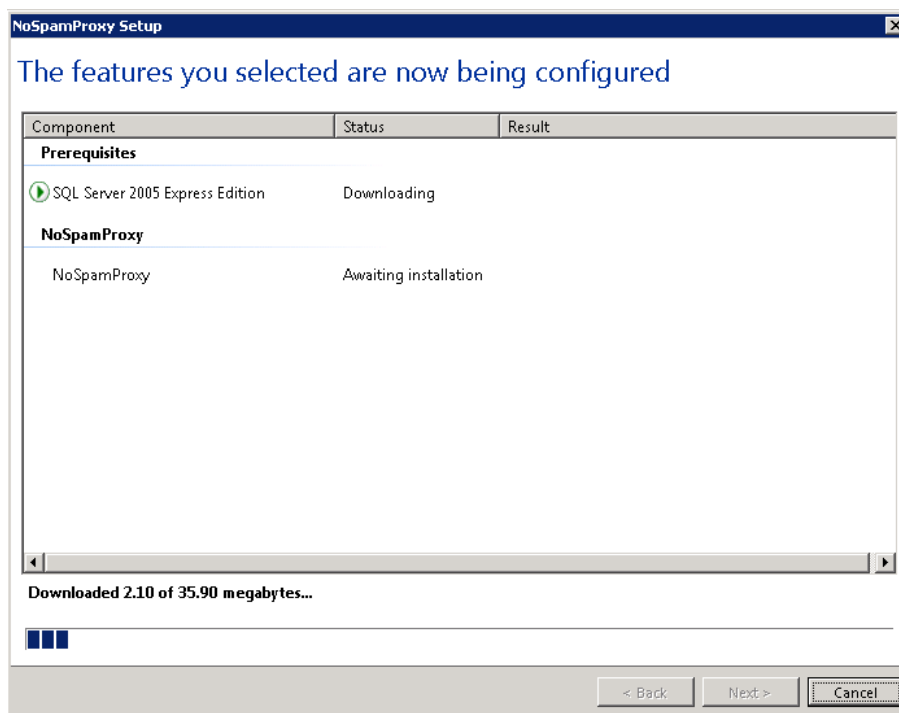 NoSpamProxy Setup
The features you selected are now being configured
Component Status Result
Prerequisites
SQL Server 2005 Express Edition Downloading
NoSpamProxy
NoSpamProxy Awaiting installation
Downloaded 2.10 of 35.90 megabytes...
< Back Next > Cancel